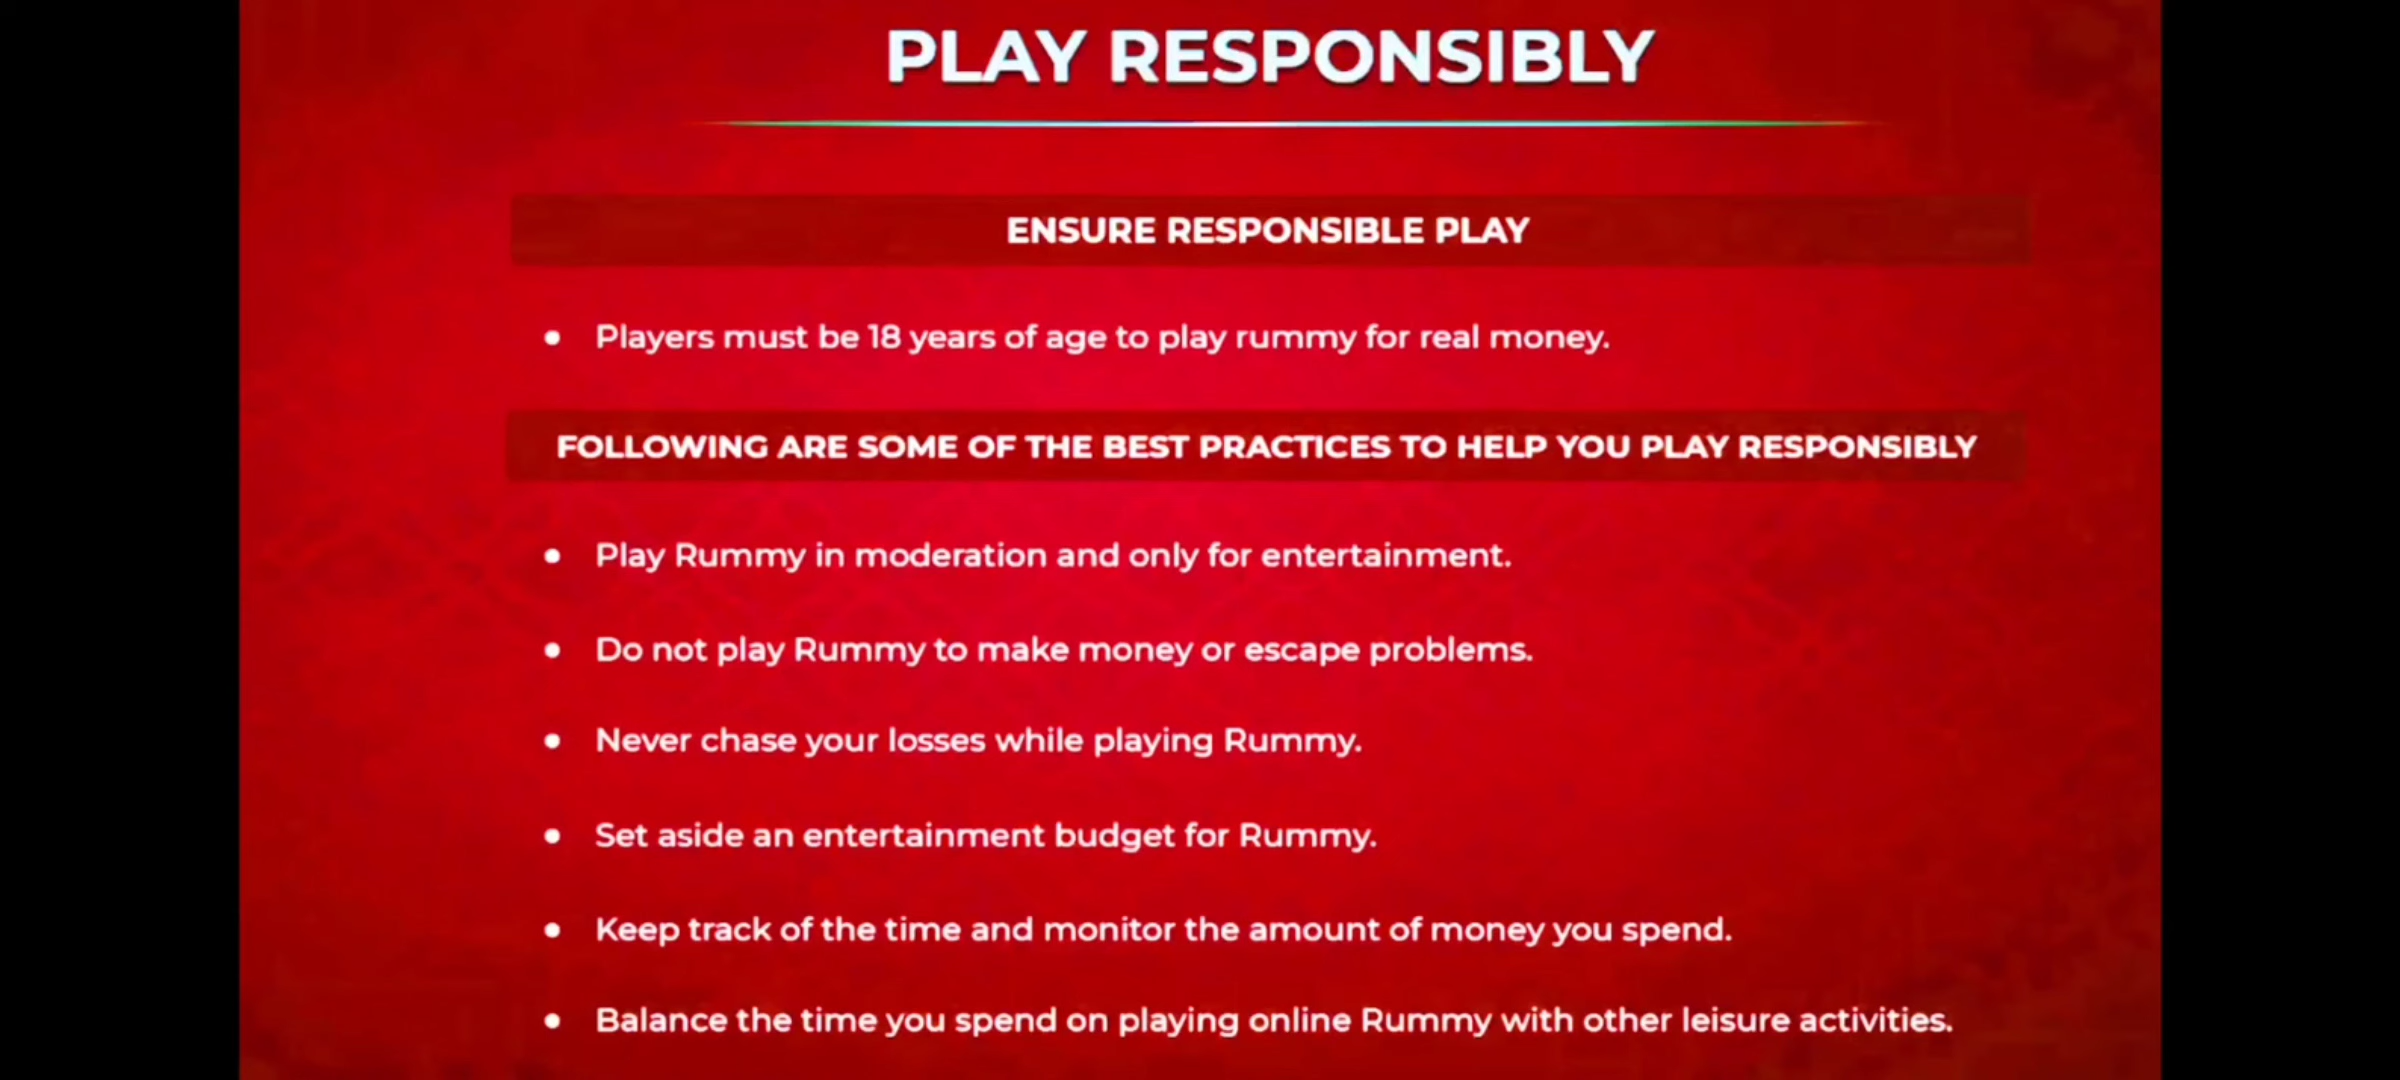 PLAY RESPONSIBLY
ENSURE RESPONSIBLE PLAY
• Players must be 18 years of age to play rummy for real money.
FOLLOWING ARE SOME OF THE BEST PRACTICES TO HELP YOU PLAY RESPONSIBLY
• Play Rummy in moderation and only for entertainment.
• Do not play Rummy to make money or escape problems.
• Never chase your losses while playing Rummy.
• Set aside an entertainment budget for Rummy.
• Keep track of the time and monitor the amount of money you spend.
• Balance the time you spend on playing online Rummy with other leisure activities.